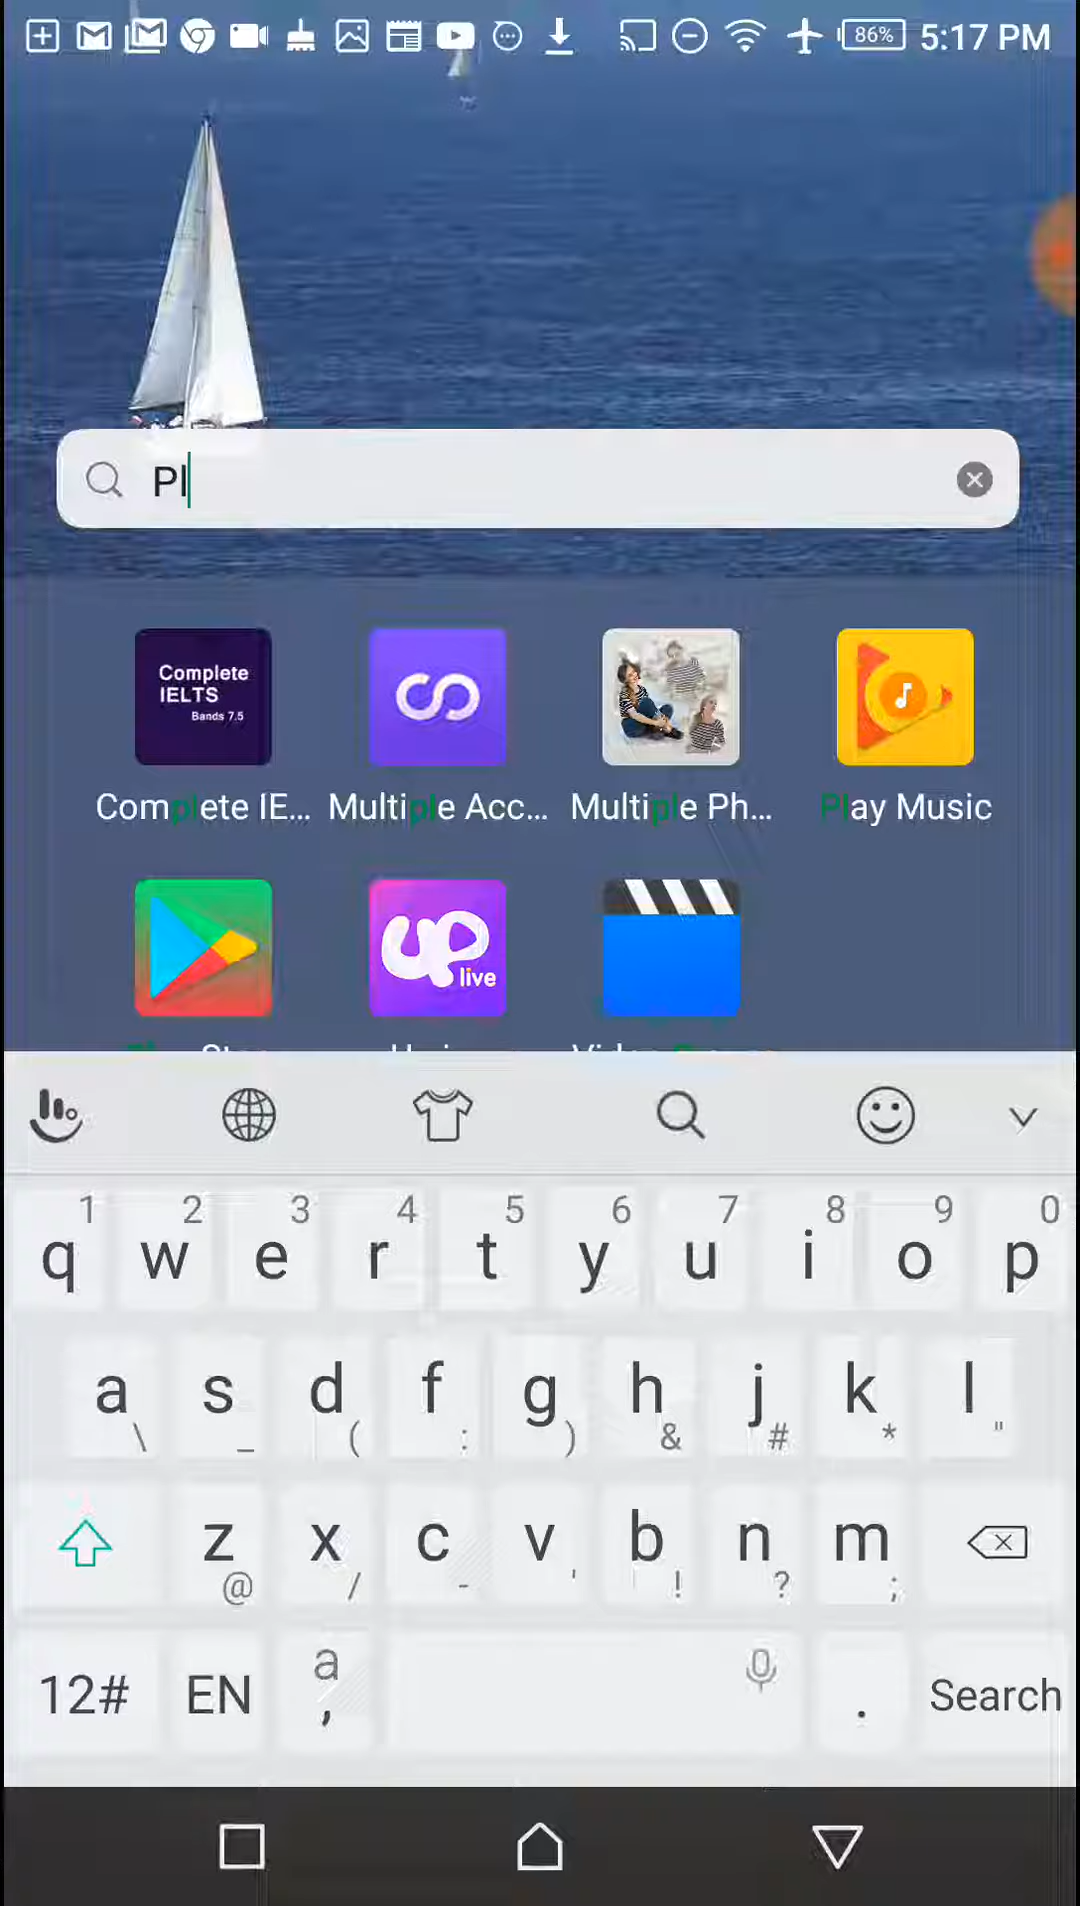 86% 5:17 PM
Pl
Complete
IELTS
Bands 7.5
up
live
Complete IE... Multiple Acc... Multiple Ph... Play Music
1 2 3 4 5 6 7 8 9 0
q w e r t y u i o p
a s d f g h j k l
\ _ ( : ) & # * "
z x c v b n m
@ / - ' ! ? ;
12# EN a , . Search